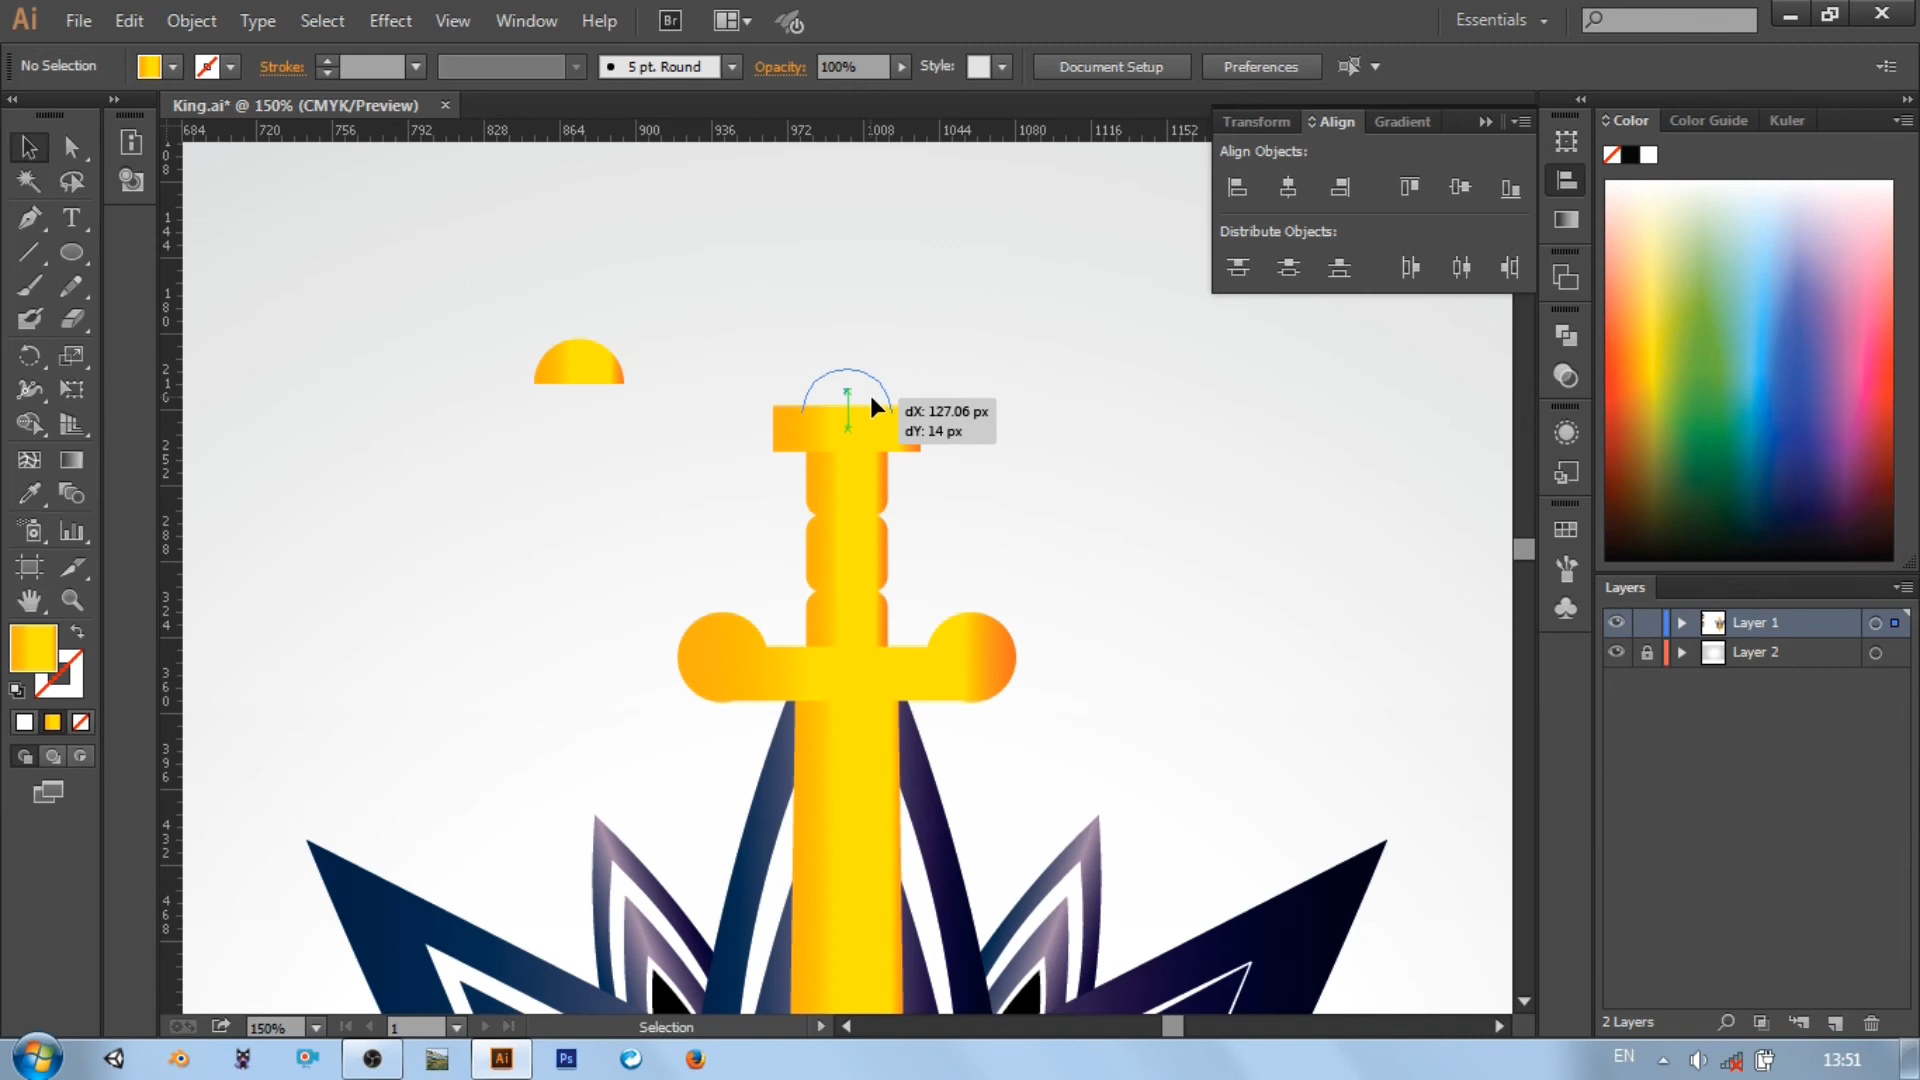 Ai File Edit Object Type Select Effect View Window Help Br Essentials
No Selection Stroke: 5 pt. Round Opacity: 100% Style: Document Setup Preferences
King.ai* @ 150% (CMYK/Preview)
684 720 756 792 828 864 900 936 972 1008 1044 1080 1116 1152
Transform Align Gradient
Align Objects:
Distribute Objects:
Color Color Guide Kuler
dX: 127.06 px
dY: 14 px
Layers
Layer 1
Layer 2
2 Layers
150% 1 Selection
Ai Ps EN 13:51